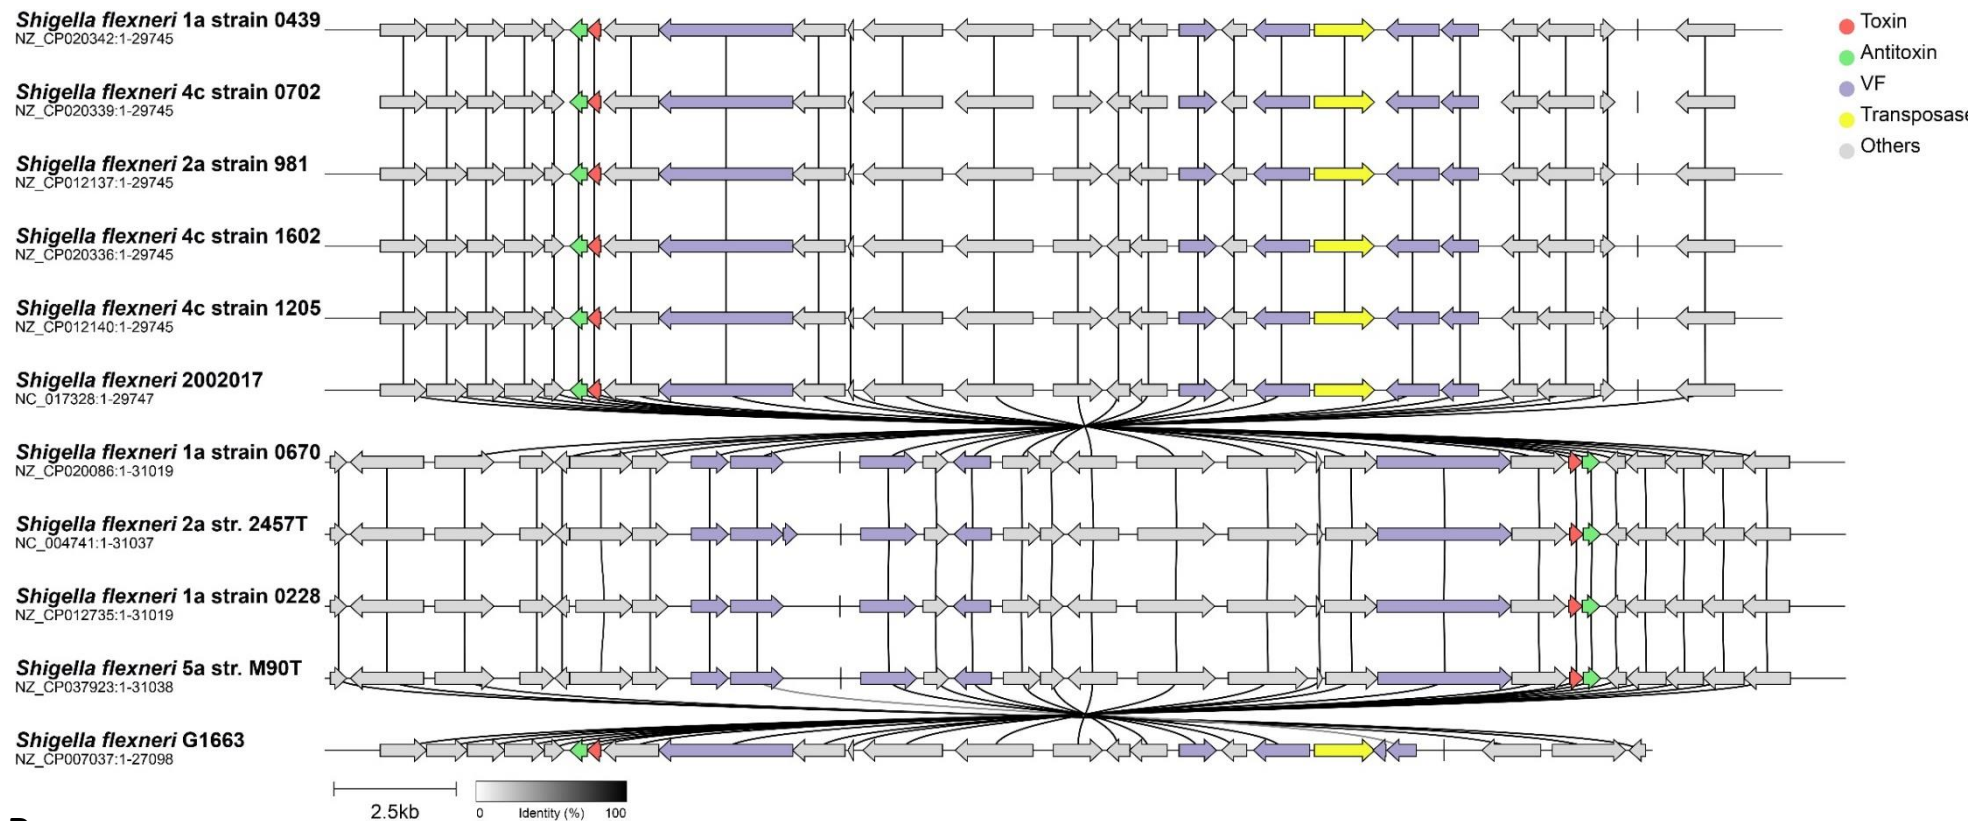 Shigella flexneri 1a strain 0439
NZ_CP020342:1-29745
Shigella flexneri 4c strain 0702
NZ_CP020339:1-29745
Shigella flexneri 2a strain 981
NZ_CP012137:1-29745
Shigella flexneri 4c strain 1602
NZ_CP020336:1-29745
Shigella flexneri 4c strain 1205
NZ_CP012140:1-29745
Shigella flexneri 2002017
NC_017328:1-29747
Shigella flexneri 1a strain 0670
NZ_CP020086:1-31019
Shigella flexneri 2a str. 2457T
NC_004741:1-31037
Shigella flexneri 1a strain 0228
NZ_CP012735:1-31019
Shigella flexneri 5a str. M90T
NZ_CP037923:1-31038
Shigella flexneri G1663
NZ_CP007037:1-27098
2.5kb
0 Identity (%) 100
Toxin
Antitoxin
VF
Transposase
Others